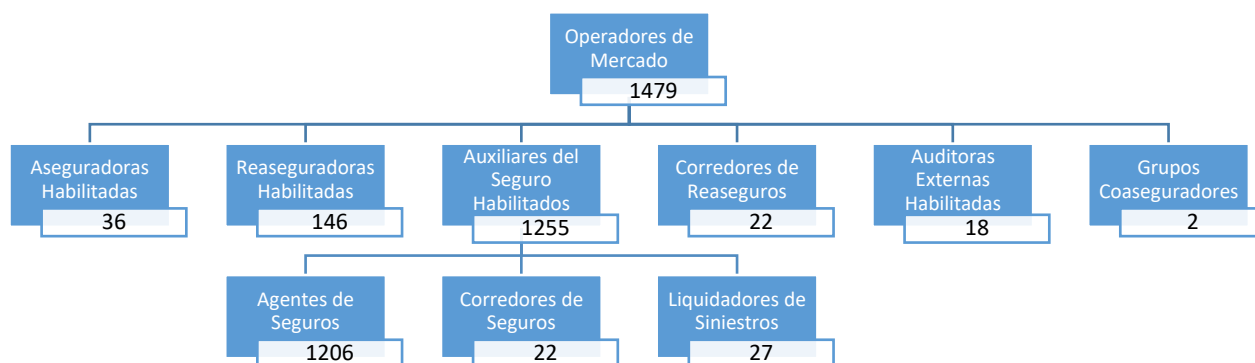 Operadores de
Mercado
1479
Aseguradoras
Habilitadas
36
Reaseguradoras
Habilitadas
146
Auxiliares del
Seguro
Habilitados
1255
Corredores de
Reaseguros
22
Auditoras
Externas
Habilitadas
18
Grupos
Coaseguradores
2
Agentes de
Seguros
1206
Corredores de
Seguros
22
Liquidadores de
Siniestros
27